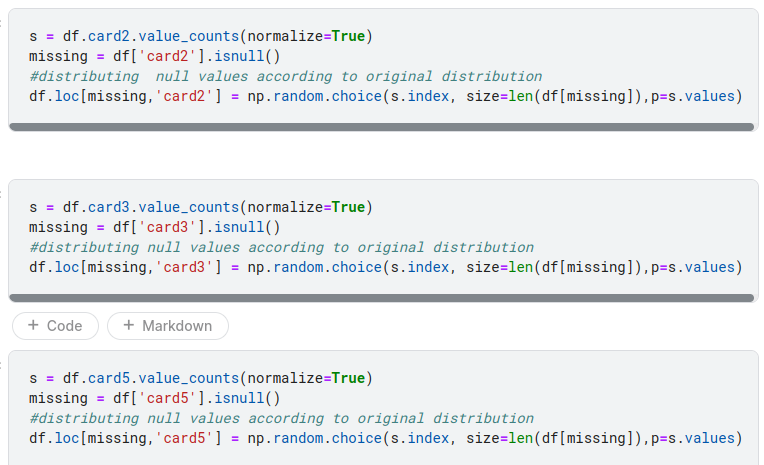 s = df.card2.value_counts(normalize=True)
missing = df['card2'].isnull()
#distributing  null values according to original distribution
df.loc[missing,'card2'] = np.random.choice(s.index, size=len(df[missing]),p=s.values)
s = df.card3.value_counts(normalize=True)
missing = df['card3'].isnull()
#distributing null values according to original distribution
df.loc[missing,'card3'] = np.random.choice(s.index, size=len(df[missing]),p=s.values)
+ Code + Markdown
s = df.card5.value_counts(normalize=True)
missing = df['card5'].isnull()
#distributing null values according to original distribution
df.loc[missing,'card5'] = np.random.choice(s.index, size=len(df[missing]),p=s.values)